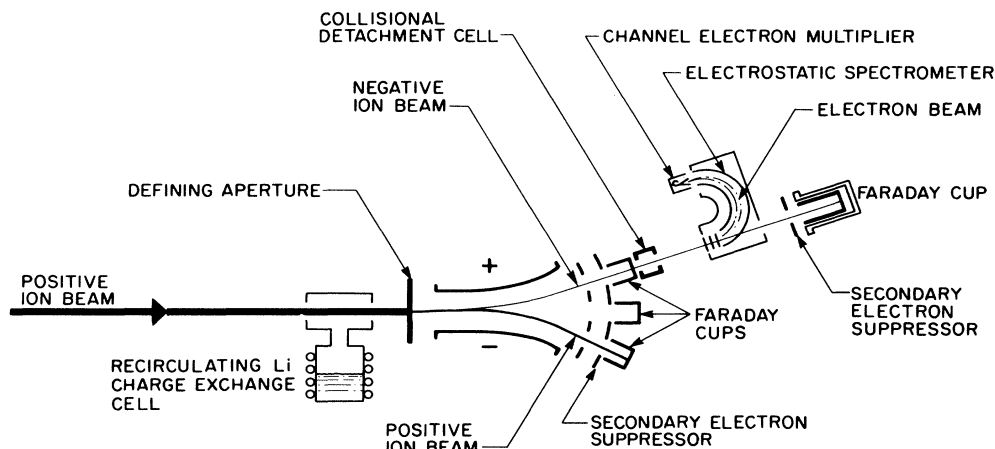 COLLISIONAL
DETACHMENT CELL
CHANNEL ELECTRON MULTIPLIER
ELECTROSTATIC SPECTROMETER
NEGATIVE
ION BEAM
ELECTRON BEAM
DEFINING APERTURE
FARADAY CUP
+
POSITIVE
ION BEAM
SECONDARY
ELECTRON
SUPPRESSOR
FARADAY
CUPS
–
RECIRCULATING Li
CHARGE EXCHANGE
CELL
POSITIVE
ION BEAM
SECONDARY ELECTRON
SUPPRESSOR